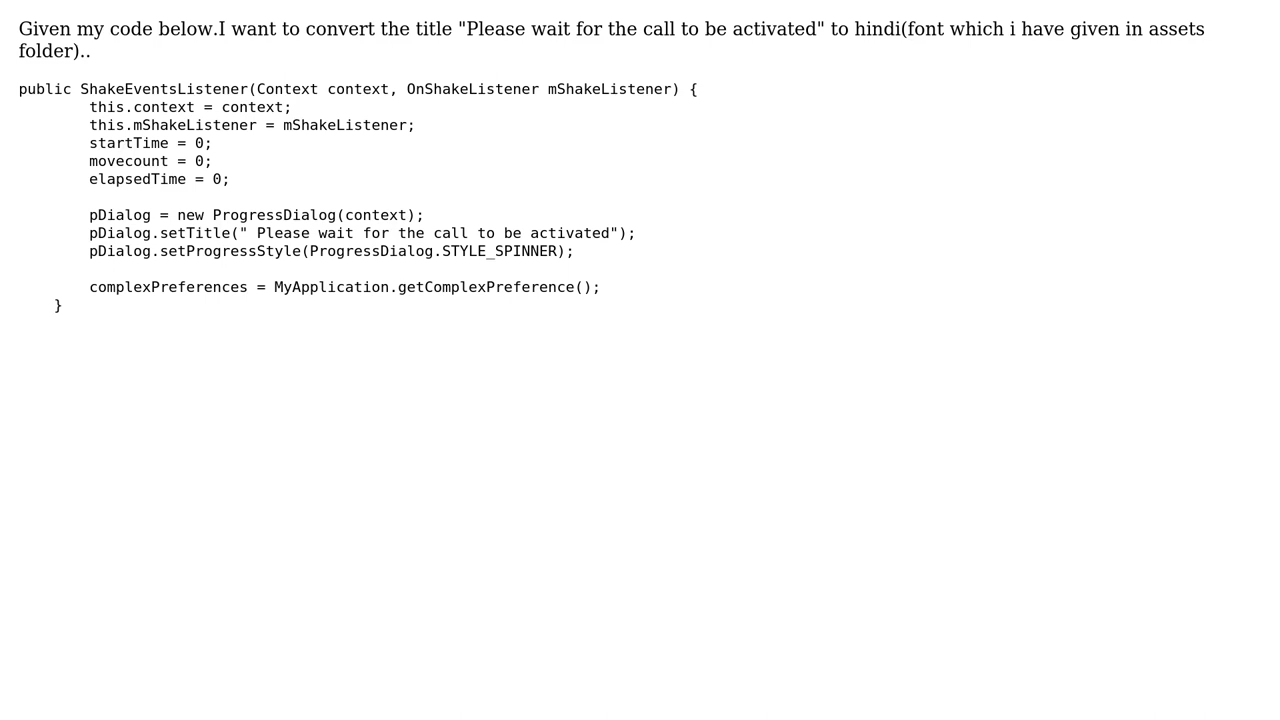 Given my code below.I want to convert the title "Please wait for the call to be activated" to hindi(font which i have given in assets
folder)..
public ShakeEventsListener(Context context, OnShakeListener mShakeListener) {
        this.context = context;
        this.mShakeListener = mShakeListener;
        startTime = 0;
        movecount = 0;
        elapsedTime = 0;
        pDialog = new ProgressDialog(context);
        pDialog.setTitle(" Please wait for the call to be activated");
        pDialog.setProgressStyle(ProgressDialog.STYLE_SPINNER);
        complexPreferences = MyApplication.getComplexPreference();
    }